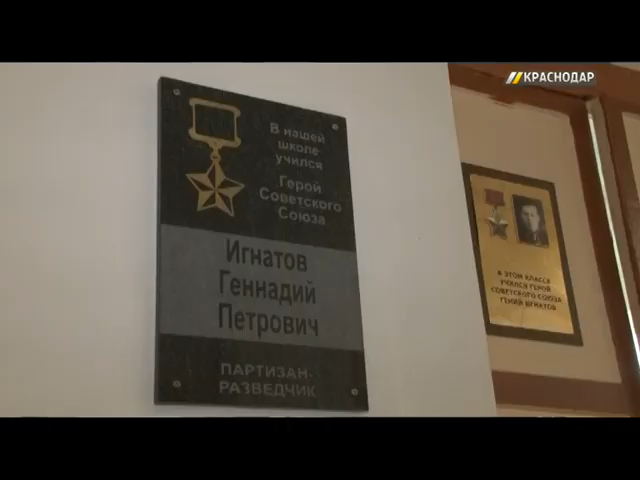 КРАСНОДАР
В нашей
школе
учился
Герой
Советского
Союза
Игнатов
Геннадий
Петрович
ПАРТИЗАН-
РАЗВЕДЧИК
В ЭТОМ КЛАССЕ
УЧИЛСЯ ГЕРОЙ
СОВЕТСКОГО СОЮЗА
ГЕНИЙ ИГНАТОВ